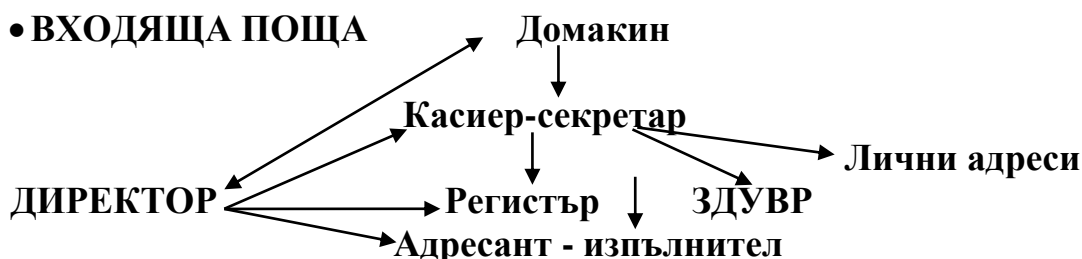 • ВХОДЯЩА ПОЩА Домакин
Касиер-секретар
Лични адреси
ДИРЕКТОР Регистър ЗДУВР
Адресант - изпълнител